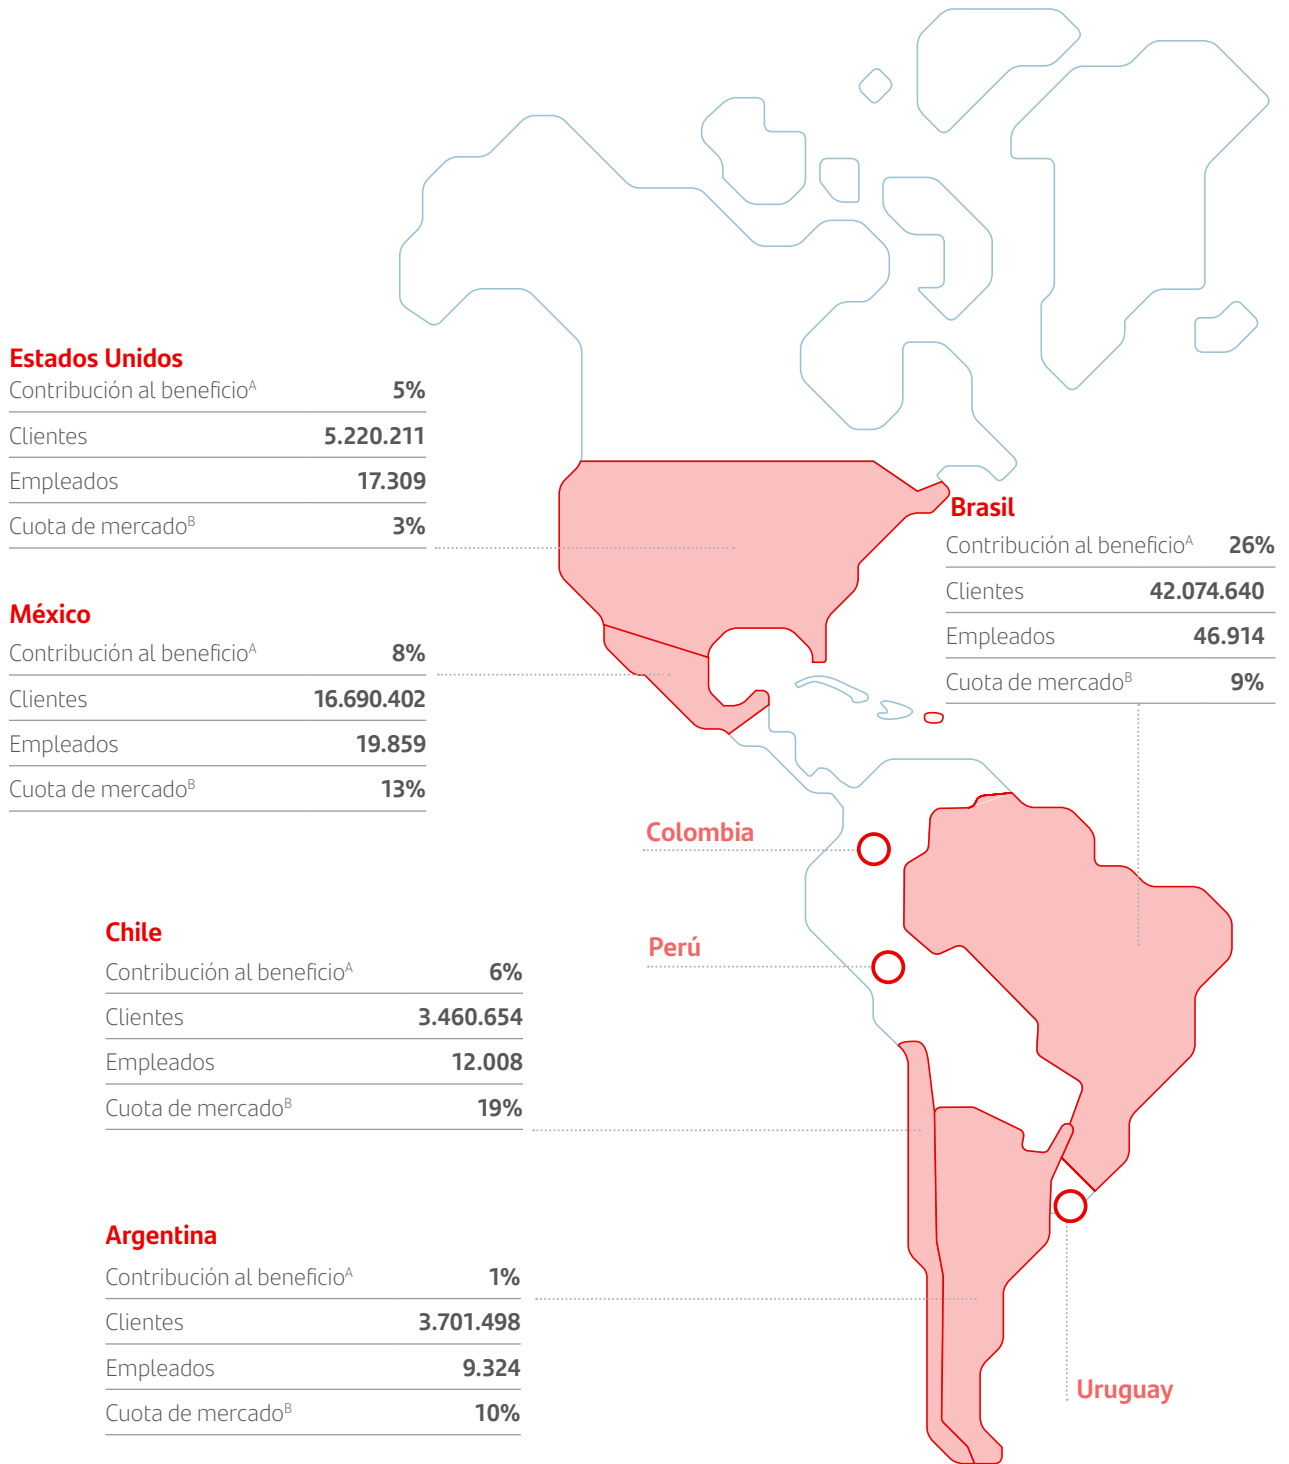 Estados Unidos
Contribución al beneficioᴬ 5%
Clientes 5.220.211
Empleados 17.309
Cuota de mercadoᴮ 3%
México
Contribución al beneficioᴬ 8%
Clientes 16.690.402
Empleados 19.859
Cuota de mercadoᴮ 13%
Brasil
Contribución al beneficioᴬ 26%
Clientes 42.074.640
Empleados 46.914
Cuota de mercadoᴮ 9%
Colombia
Perú
Chile
Contribución al beneficioᴬ 6%
Clientes 3.460.654
Empleados 12.008
Cuota de mercadoᴮ 19%
Argentina
Contribución al beneficioᴬ 1%
Clientes 3.701.498
Empleados 9.324
Cuota de mercadoᴮ 10%
Uruguay